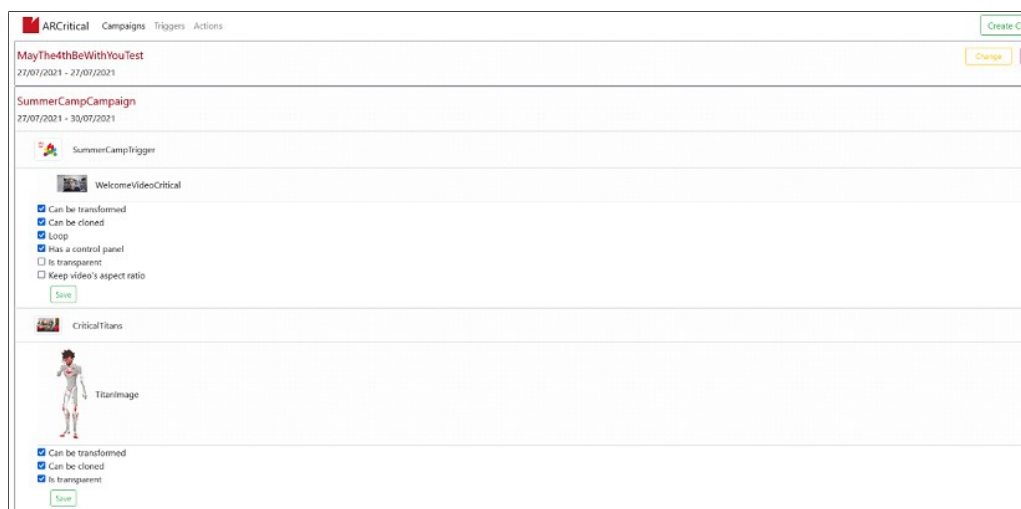 ARCritical Campaigns Triggers Actions Create C
MayThe4thBeWithYouTest Change
27/07/2021 - 27/07/2021
SummerCampCampaign
27/07/2021 - 30/07/2021
SummerCampTrigger
WelcomeVideoCritical
Can be transformed
Can be cloned
Loop
Has a control panel
Is transparent
Keep video's aspect ratio
Save
CriticalTitans
TitanImage
Can be transformed
Can be cloned
Is transparent
Save